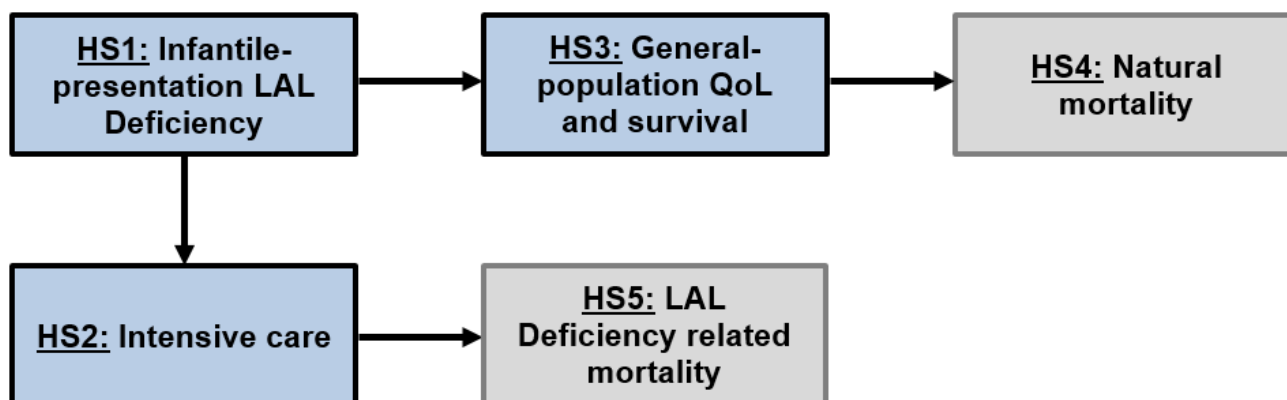 HS1: Infantile-
presentation LAL
Deficiency
HS3: General-
population QoL
and survival
HS4: Natural
mortality
HS2: Intensive care
HS5: LAL
Deficiency related
mortality